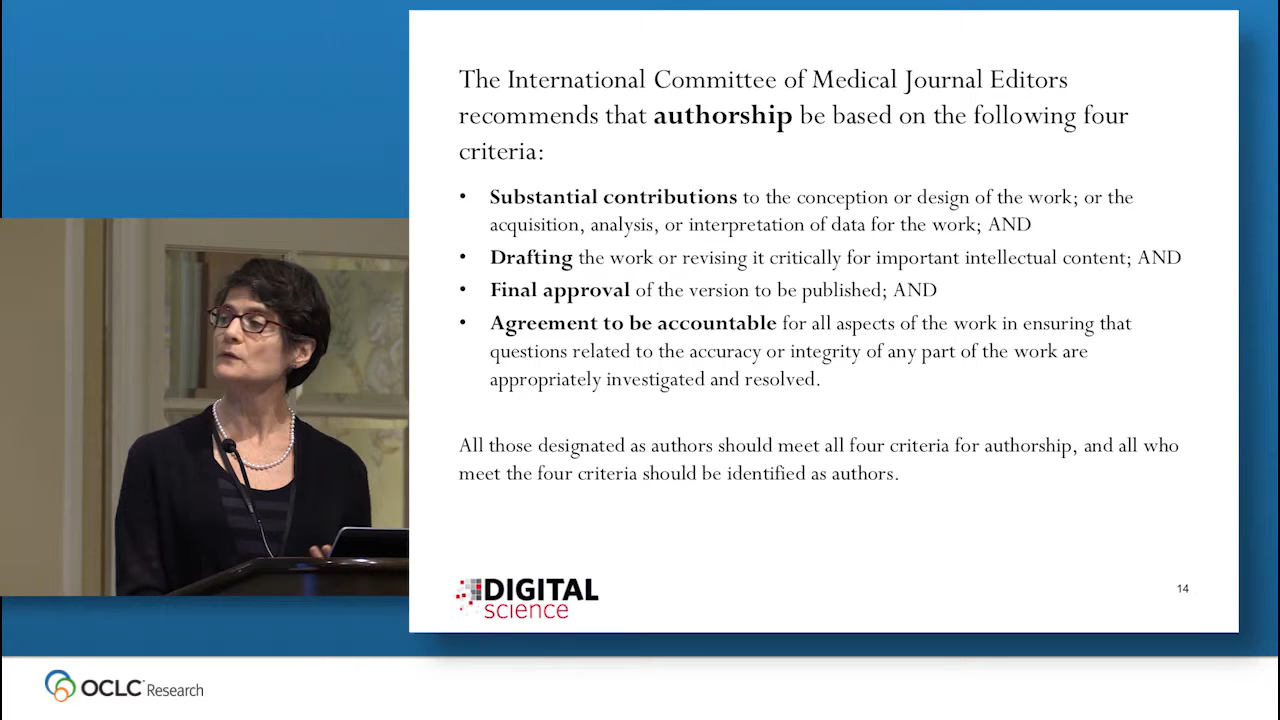 The International Committee of Medical Journal Editors
recommends that authorship be based on the following four
criteria:
• Substantial contributions to the conception or design of the work; or the
acquisition, analysis, or interpretation of data for the work; AND
• Drafting the work or revising it critically for important intellectual content; AND
• Final approval of the version to be published; AND
• Agreement to be accountable for all aspects of the work in ensuring that
questions related to the accuracy or integrity of any part of the work are
appropriately investigated and resolved.
All those designated as authors should meet all four criteria for authorship, and all who
meet the four criteria should be identified as authors.
DIGITAL
science
14
OCLC Research